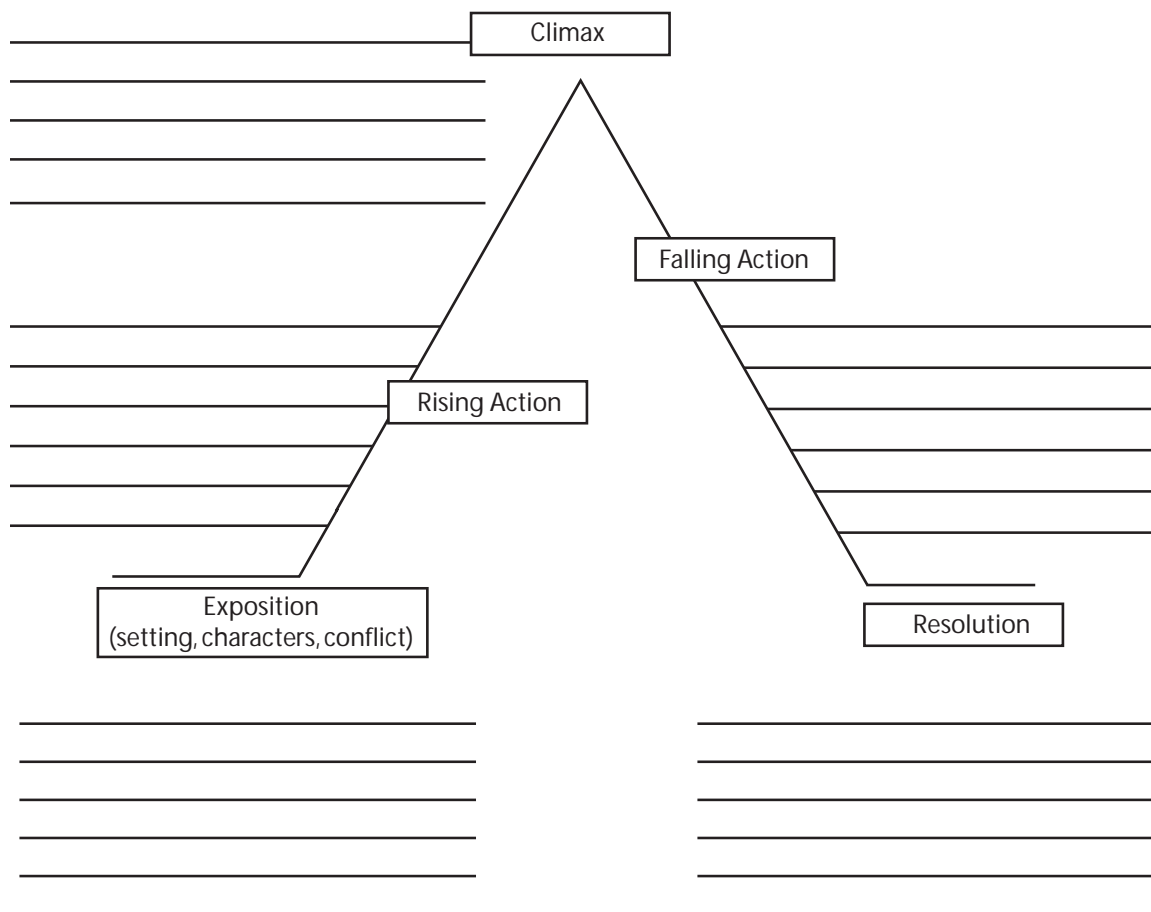 Climax
Falling Action
Rising Action
Exposition
(setting, characters, conflict)
Resolution